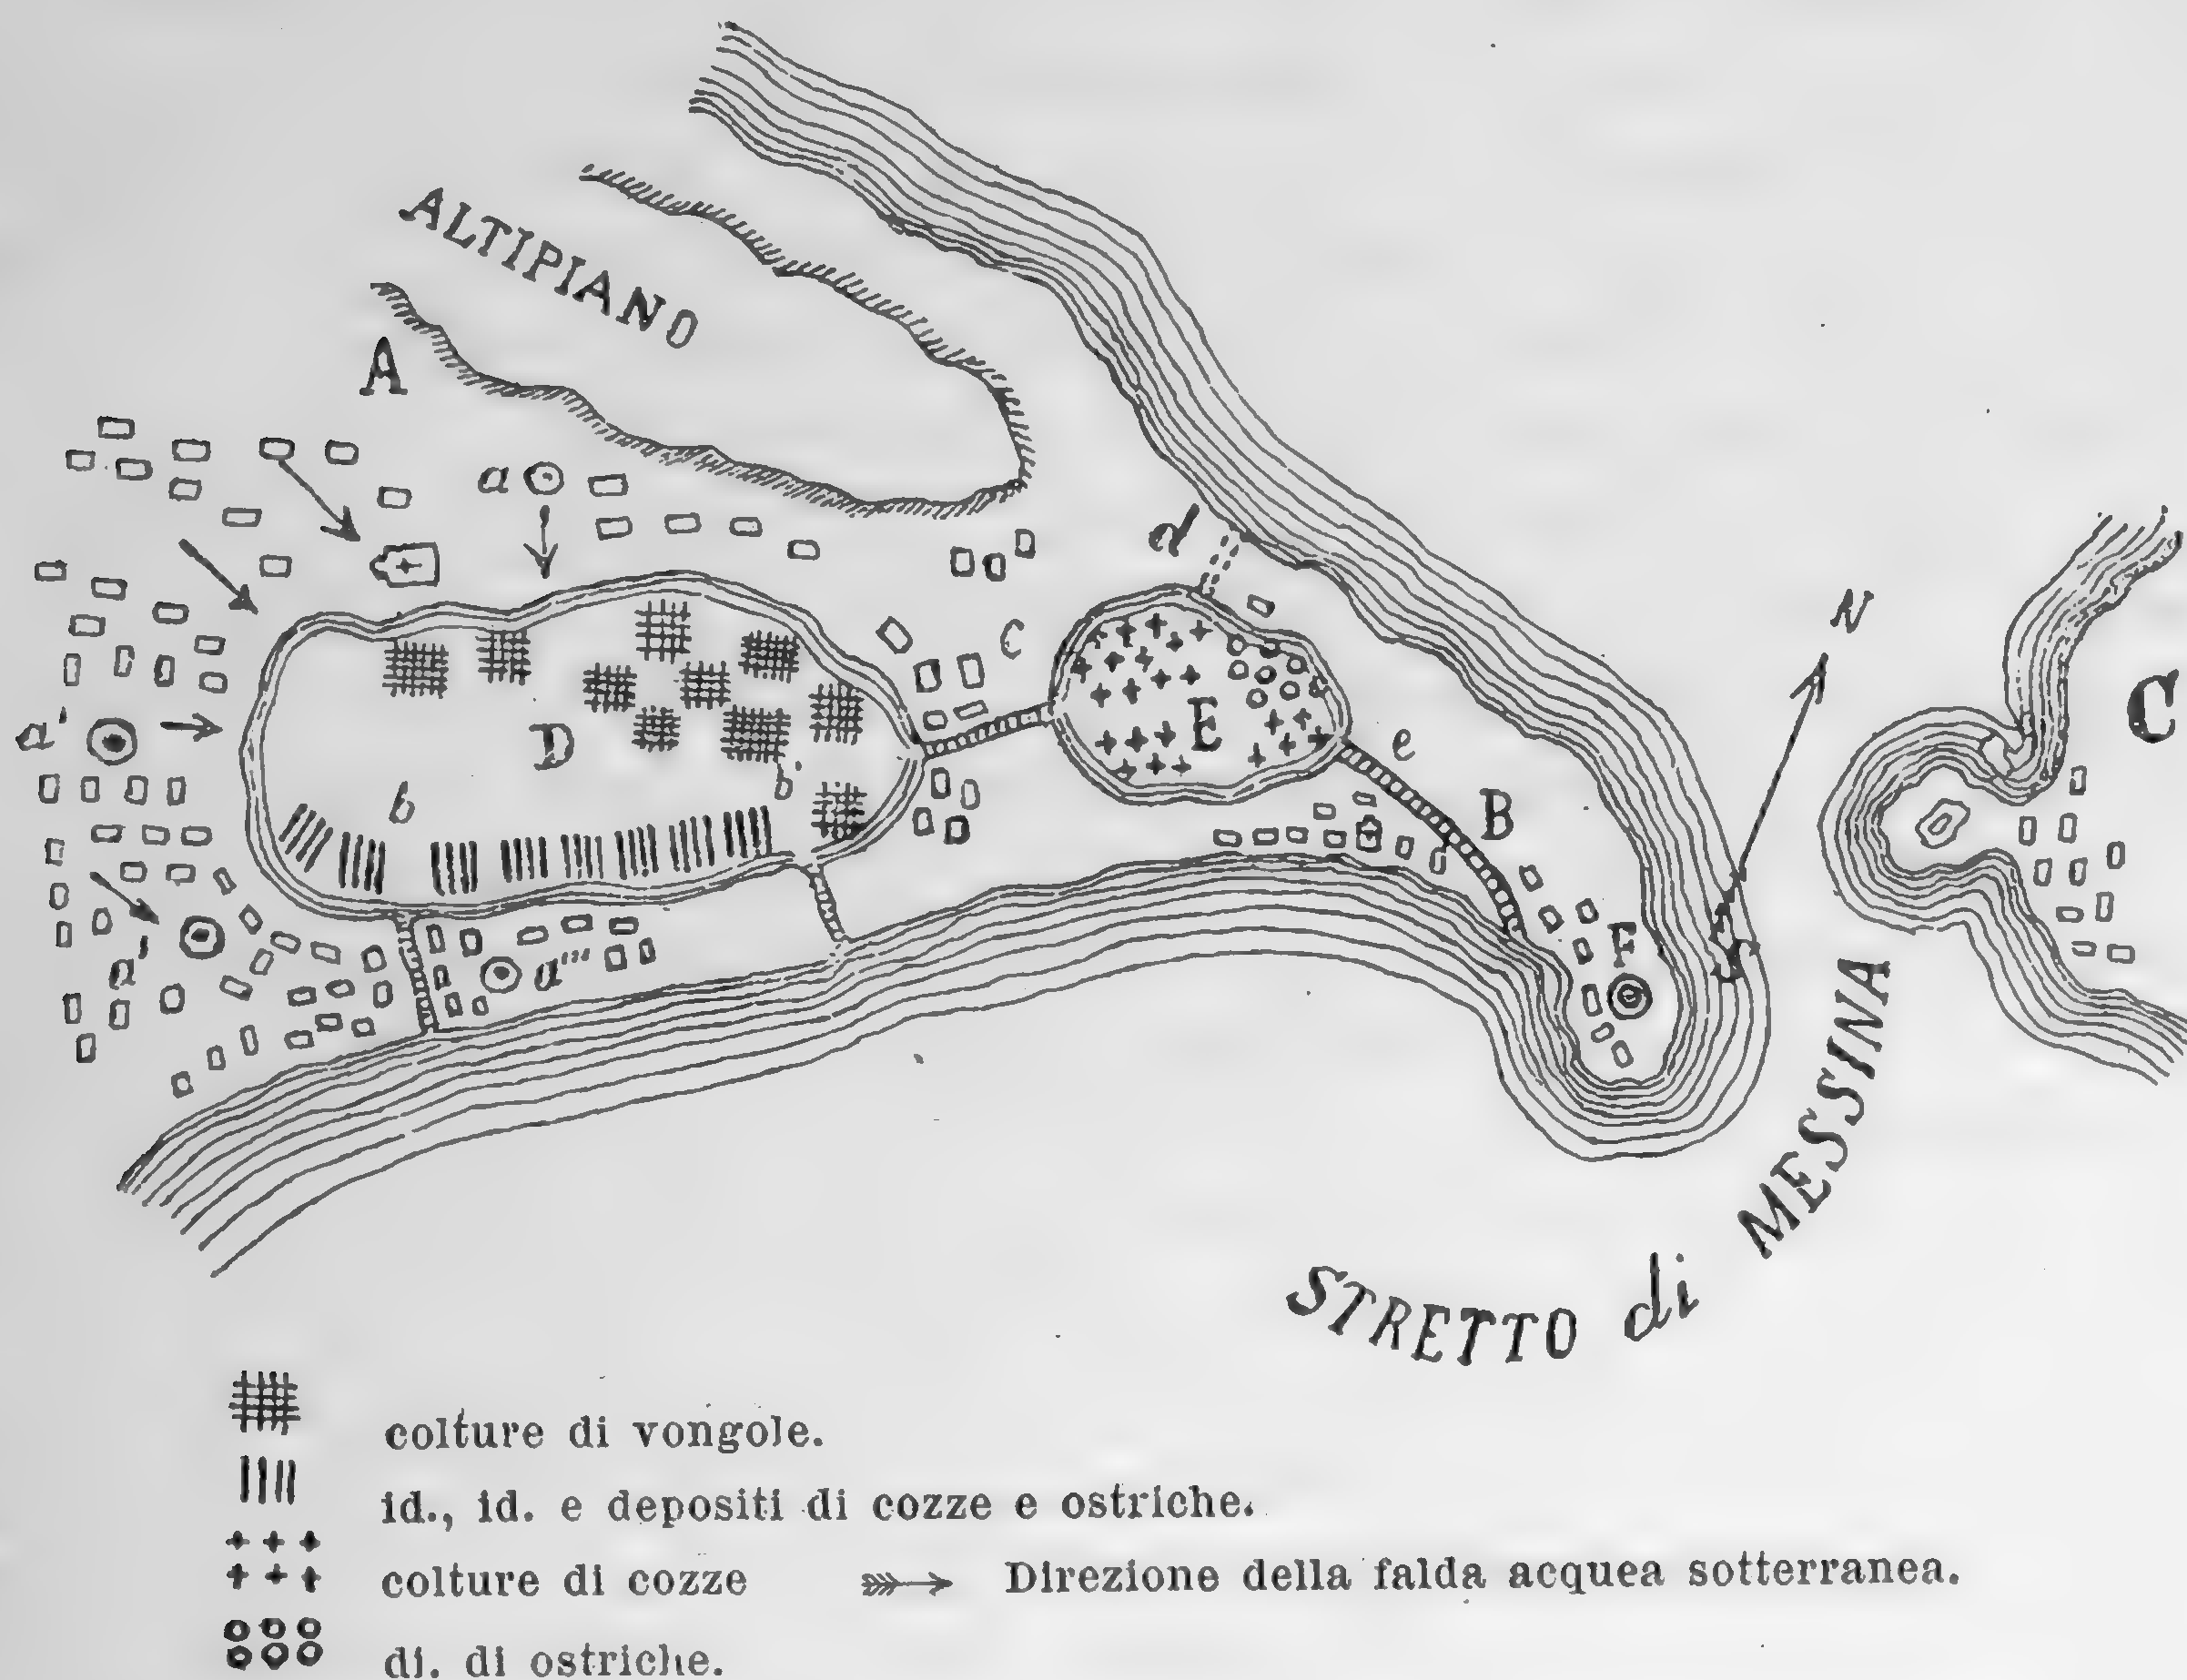 ALTIPIANO
A
a
d
N
C
C
a'
D
E
e
b'
b
B
F
a'
a'''
STRETTO di MESSINA
colture di vongole.
id., id. e depositi di cozze e ostriche.
colture di cozze
Direzione della falda acquea sotterranea.
di. di ostriche.